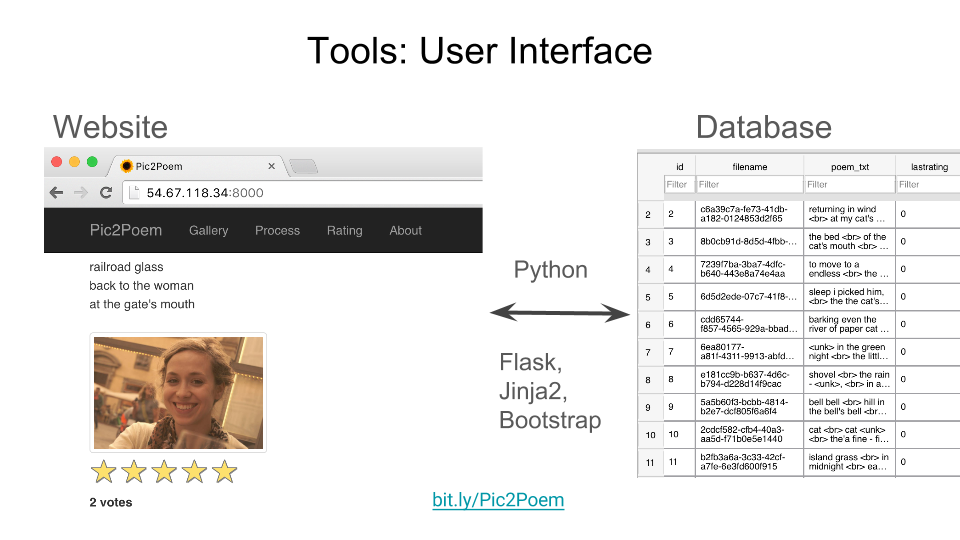 Tools: User Interface
Website
Database
Pic2Poem
54.67.118.34:8000
Pic2Poem Gallery Process Rating About
railroad glass
back to the woman
at the gate's mouth
2 votes
Python
Flask,
Jinja2,
Bootstrap
bit.ly/Pic2Poem
id filename poem_txt lastrating
Filter Filter Filter Filter
2 2 c6a39c7a-fe73-41db- returning in wind 0
a182-0124853d2f65 <br> at my cat's ...
3 3 8b0cb91d-8d5d-4fbb-... the bed <br> of the 0
cat's mouth <br> ...
4 4 7239f7ba-3ba7-4dfc- to move to a 0
b640-443e8a74e4aa endless <br> the ...
5 5 6d5d2ede-07c7-41f8-... sleep i picked him, 0
<br> the the cat's...
6 6 cdd65744- barking even the 0
f857-4565-929a-bbad... river of paper cat ...
7 7 6ea80177- <unk> in the green 0
a81f-4311-9913-abfd... night <br> the littl...
8 8 e181cc9b-b637-4d6c- shovel <br> the rain 0
b794-d228d14f9cac - <unk>, <br> in a...
9 9 5a5b60f3-bcbb-4814- bell bell <br> hill in 0
b2e7-dcf805f6a6f4 the bell's bell <br...
10 10 2cdcf582-cfb4-40a3- cat <br> cat <unk> 0
aa5d-f71b0e5e1440 <br> the'a fine - fi...
11 11 b2fb3a6a-3c33-42cf- island grass <br> in 0
a7fe-6e3fd600f915 midnight <br> ea...